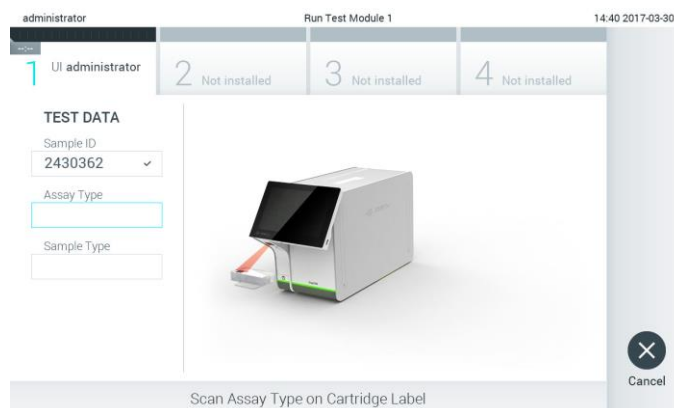 administrator
Run Test Module 1
14:40 2017-03-30
--:--
1 UI administrator
2 Not installed
3 Not installed
4 Not installed
TEST DATA
Sample ID
2430362
Assay Type
Sample Type
Cancel
Scan Assay Type on Cartridge Label